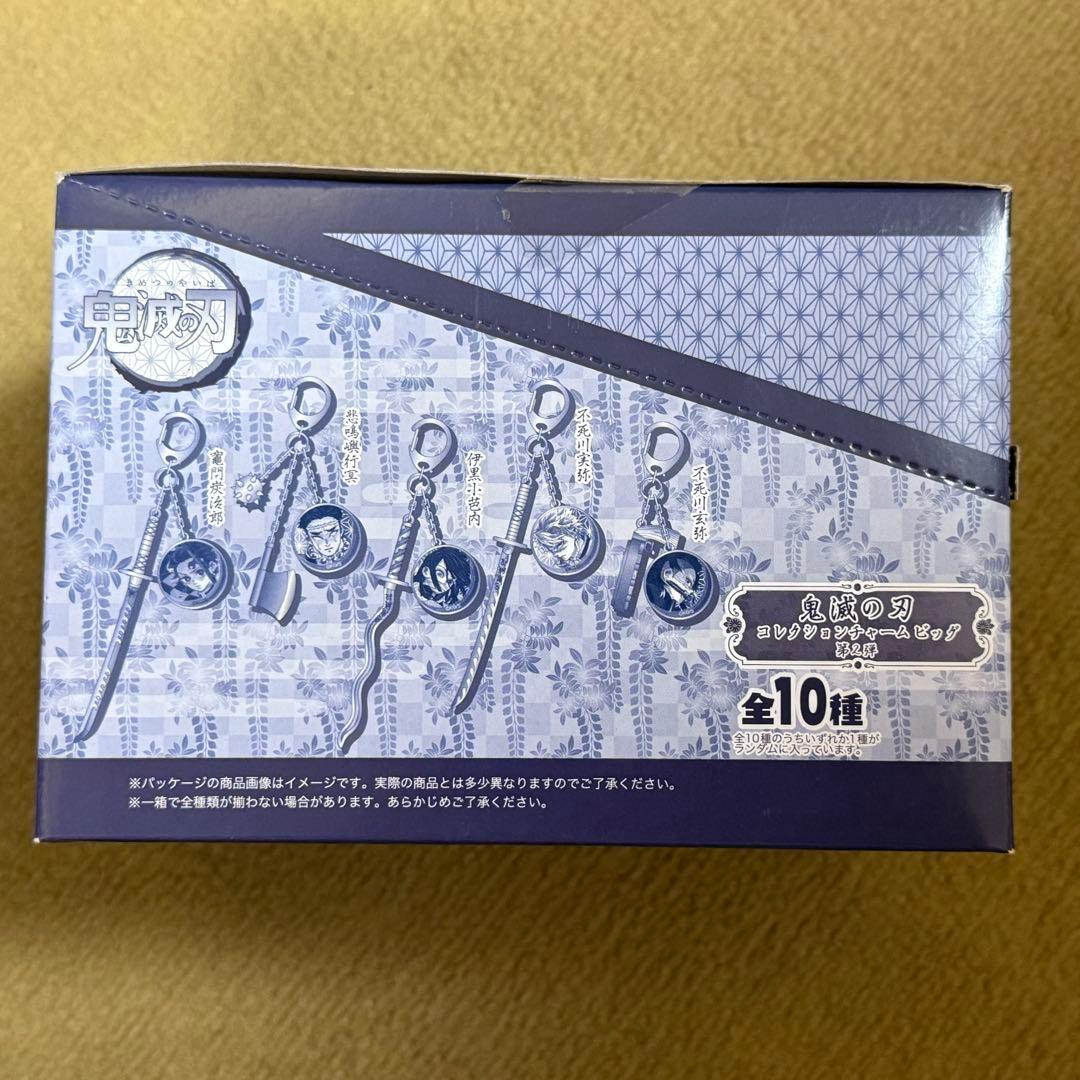 きめつのやいば
鬼滅の刃
竈門炭治郎
悲鳴嶼行冥
伊黒小芭内
不死川実弥
不死川玄弥
鬼滅の刃
コレクションチャーム ビッグ
第2弾
全10種
全10種のうちいずれか1種が
ランダムに入っています。
※パッケージの商品画像はイメージです。実際の商品とは多少異なりますのでご了承ください。
※一箱で全種類が揃わない場合があります。あらかじめご了承ください。